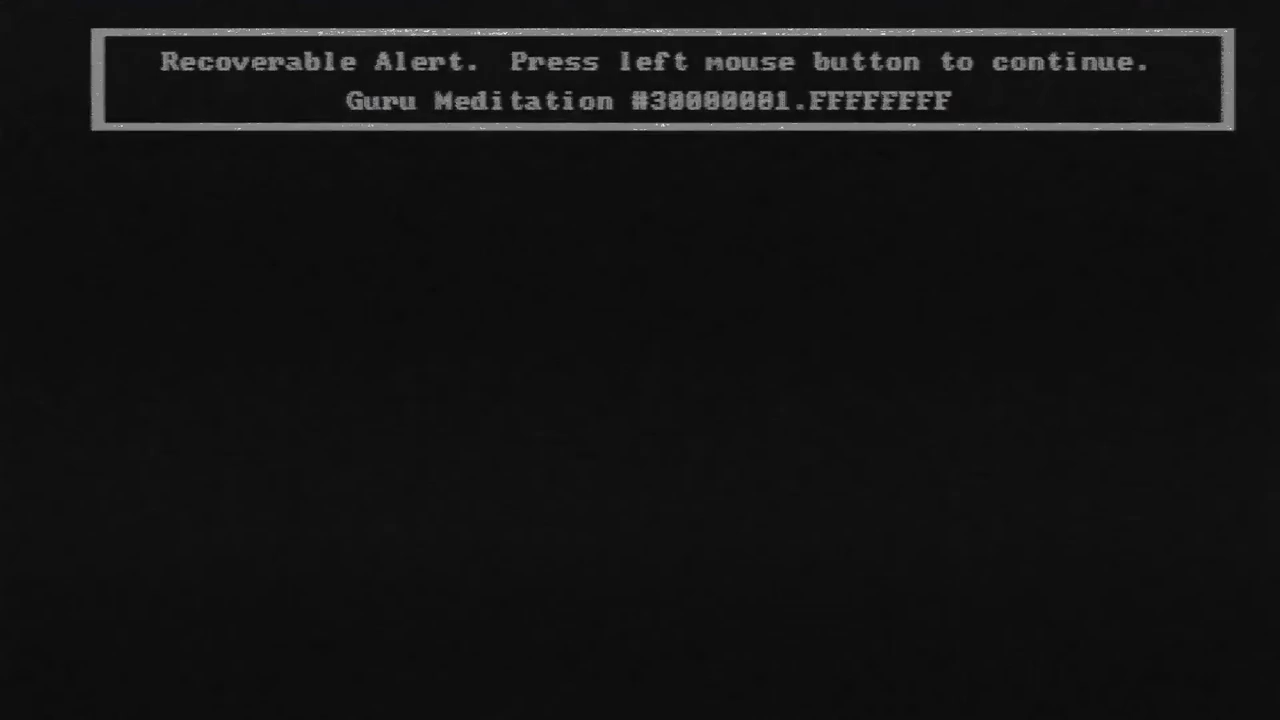 Recoverable Alert.  Press left mouse button to continue.
Guru Meditation #30000001.FFFFFFFF